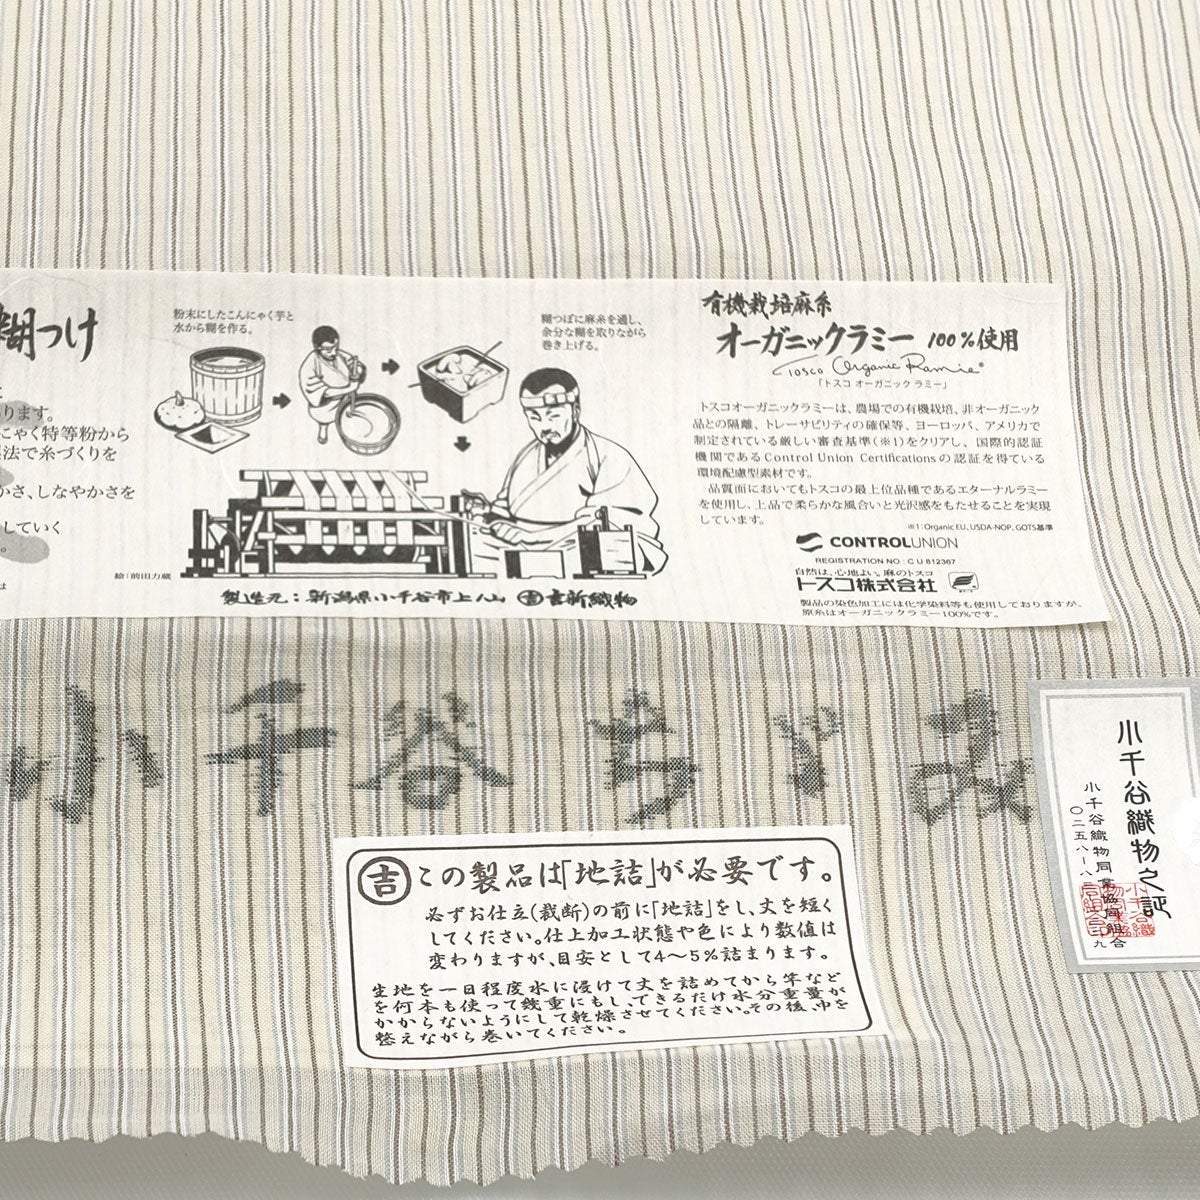 糊つけ
ります。
にゃく特等粉から
法で糸づくりを
かさ、しなやかさを
していく
。
は
粉末にしたこんにゃく芋と
水から糊を作る。
糊つぼに麻糸を通し、
余分な糊を取りながら
巻き上げる。
絵:前田力蔵
製造元:新潟県小千谷市上ノ山 吉 吉新織物
有機栽培麻糸
オーガニックラミー 100%使用
Tosco Organic Ramie®
「トスコ オーガニック ラミー」
トスコオーガニックラミーは、農場での有機栽培、非オーガニック
品との隔離、トレーサビリティの確保等、ヨーロッパ、アメリカで
制定されている厳しい審査基準(※1)をクリアし、国際的認証
機関であるControl Union Certificationsの認証を得ている
環境配慮型素材です。
品質面においてもトスコの最上位品種であるエターナルラミー
を使用し、上品で柔らかな風合いと光沢感をもたせることを実現
しています。
※1:Organic EU、USDA-NOP、GOTS基準
CONTROLUNION
REGISTRATION NO : C U 812367
自然は、心地よい。麻のトスコ
トスコ株式会社
製品の染色加工には化学染料等も使用しておりますが、
原糸はオーガニックラミー100%です。
小千谷ちゞみ
小千谷織物之証
小千谷織物同業協同組合
吉 この製品は「地詰」が必要です。
必ずお仕立(裁断)の前に「地詰」をし、丈を短く
してください。仕上加工状態や色により数値は
変わりますが、目安として4〜5%詰まります。
生地を一日程度水に浸けて丈を詰めてから竿など
を何本も使って幾重にもし、できるだけ水分重量が
かからないようにして乾燥させてください。その後、巾を
整えながら巻いてください。